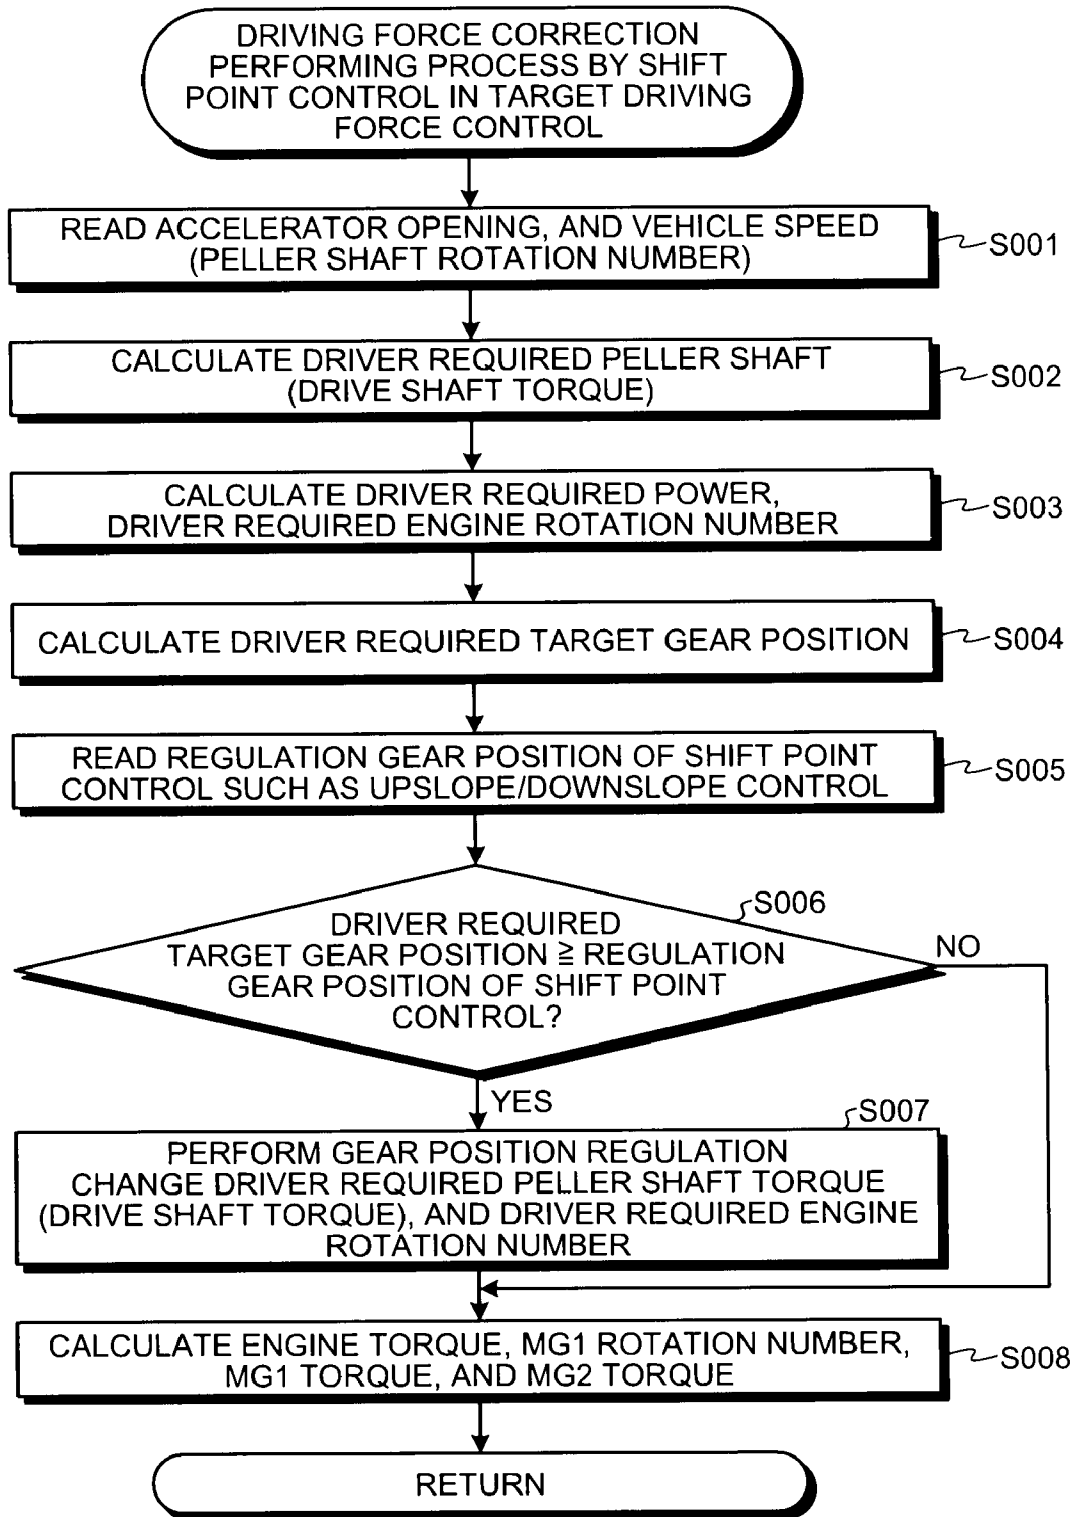 DRIVING FORCE CORRECTION
PERFORMING PROCESS BY SHIFT
POINT CONTROL IN TARGET DRIVING
FORCE CONTROL
READ ACCELERATOR OPENING, AND VEHICLE SPEED
(PELLER SHAFT ROTATION NUMBER)
S001
CALCULATE DRIVER REQUIRED PELLER SHAFT
(DRIVE SHAFT TORQUE)
S002
CALCULATE DRIVER REQUIRED POWER,
DRIVER REQUIRED ENGINE ROTATION NUMBER
S003
CALCULATE DRIVER REQUIRED TARGET GEAR POSITION
S004
READ REGULATION GEAR POSITION OF SHIFT POINT
CONTROL SUCH AS UPSLOPE/DOWNSLOPE CONTROL
S005
S006
DRIVER REQUIRED
TARGET GEAR POSITION ≧ REGULATION
GEAR POSITION OF SHIFT POINT
CONTROL?
NO
YES
S007
PERFORM GEAR POSITION REGULATION
CHANGE DRIVER REQUIRED PELLER SHAFT TORQUE
(DRIVE SHAFT TORQUE), AND DRIVER REQUIRED ENGINE
ROTATION NUMBER
CALCULATE ENGINE TORQUE, MG1 ROTATION NUMBER,
MG1 TORQUE, AND MG2 TORQUE
S008
RETURN